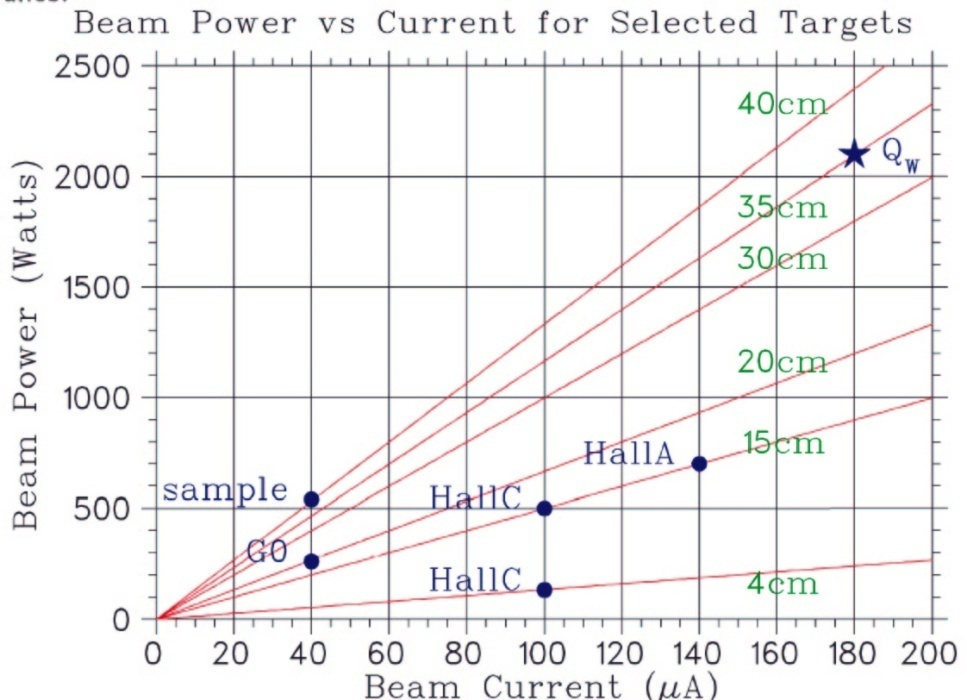 Beam Power vs Current for Selected Targets
2500
2000
1500
1000
500
0
Beam Power (Watts)
40cm
Qw
35cm
30cm
20cm
15cm
HallA
sample
HallC
G0
HallC
4cm
0 20 40 60 80 100 120 140 160 180 200
Beam Current (μA)